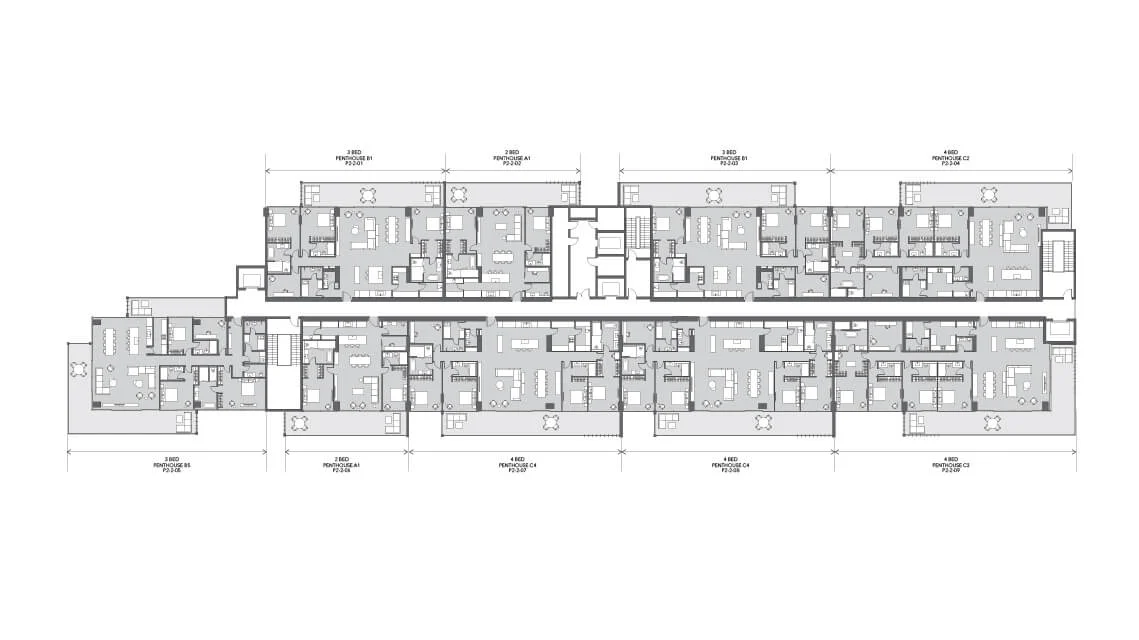 3 BED
PENTHOUSE B1
P2-2-01
2 BED
PENTHOUSE A1
P2-2-02
3 BED
PENTHOUSE B1
P2-2-03
4 BED
PENTHOUSE C2
P2-2-04
3 BED
PENTHOUSE B5
P2-2-05
2 BED
PENTHOUSE A1
P2-2-06
4 BED
PENTHOUSE C4
P2-2-07
4 BED
PENTHOUSE C4
P2-2-08
4 BED
PENTHOUSE C3
P2-2-09